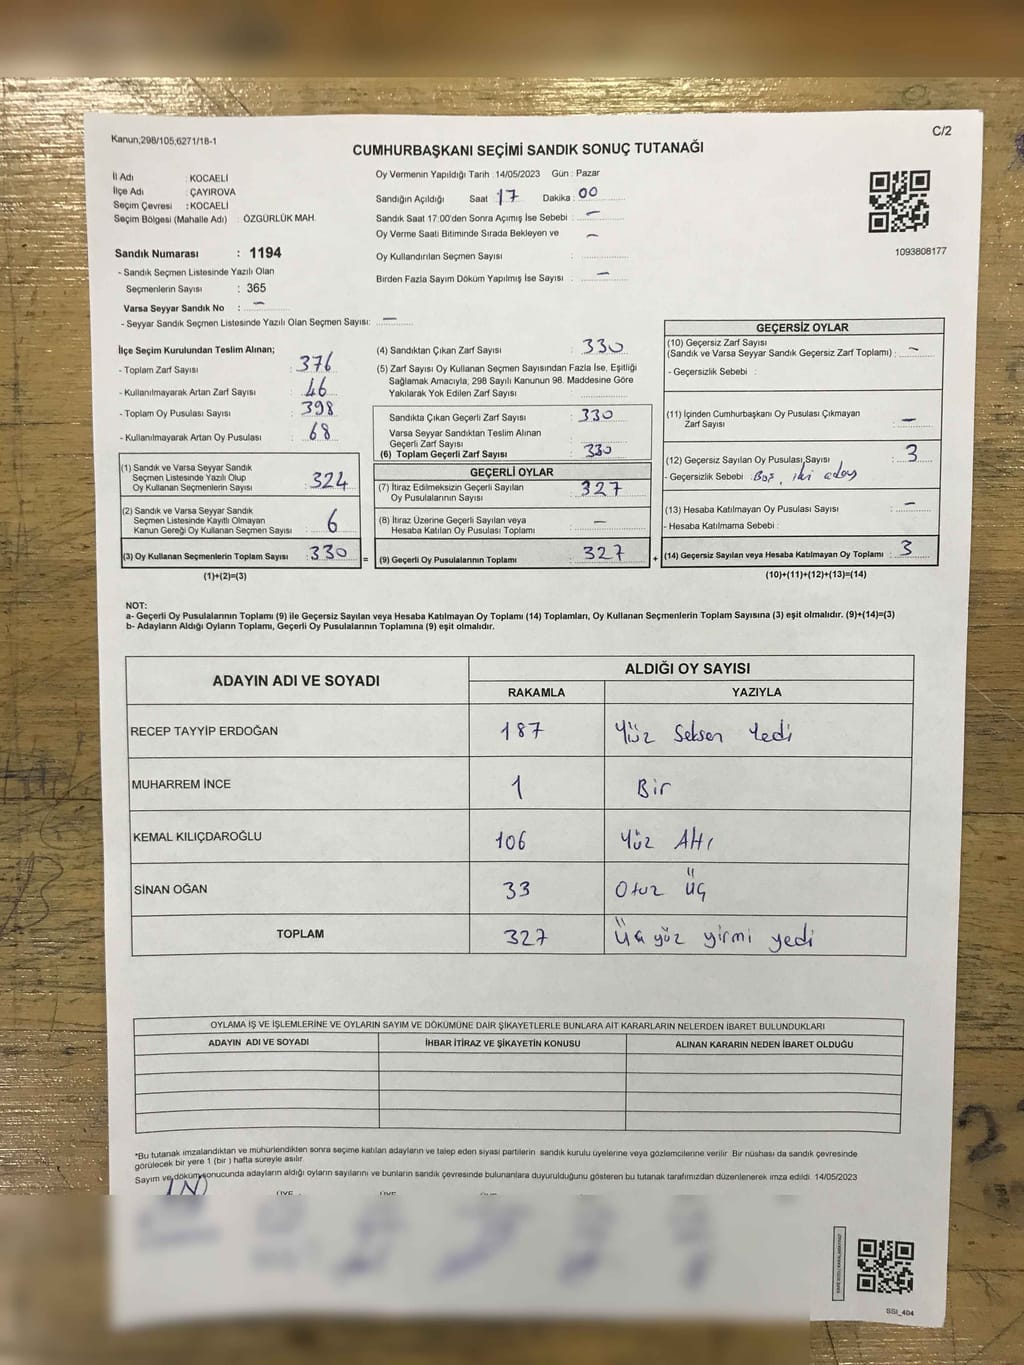 Kanun,298/105,6271/18-1
C/2
CUMHURBAŞKANI SEÇİMİ SANDIK SONUÇ TUTANAĞI
İl Adı : KOCAELİ
İlçe Adı : ÇAYIROVA
Seçim Çevresi : KOCAELİ
Seçim Bölgesi (Mahalle Adı) : ÖZGÜRLÜK MAH.
Sandık Numarası : 1194
- Sandık Seçmen Listesinde Yazılı Olan
Seçmenlerin Sayısı : 365
Varsa Seyyar Sandık No : –
- Seyyar Sandık Seçmen Listesinde Yazılı Olan Seçmen Sayısı: –
Oy Vermenin Yapıldığı Tarih : 14/05/2023 Gün : Pazar
Sandığın Açıldığı Saat 17 Dakika : 00
Sandık Saat 17:00'den Sonra Açımış İse Sebebi : –
Oy Verme Saati Bitiminde Sırada Bekleyen ve –
Oy Kullandırılan Seçmen Sayısı :
Birden Fazla Sayım Döküm Yapılmış İse Sayısı : –
1093808177
İlçe Seçim Kurulundan Teslim Alınan;
- Toplam Zarf Sayısı : 376
- Kullanılmayarak Artan Zarf Sayısı : 46
- Toplam Oy Pusulası Sayısı : 398
- Kullanılmayarak Artan Oy Pusulası : 68
(1) Sandık ve Varsa Seyyar Sandık
Seçmen Listesinde Yazılı Olup
Oy Kullanan Seçmenlerin Sayısı : 324
(2) Sandık ve Varsa Seyyar Sandık
Seçmen Listesinde Kayıtlı Olmayan
Kanun Gereği Oy Kullanan Seçmen Sayısı : 6
(3) Oy Kullanan Seçmenlerin Toplam Sayısı : 330 =
(1)+(2)=(3)
(4) Sandıktan Çıkan Zarf Sayısı : 330
(5) Zarf Sayısı Oy Kullanan Seçmen Sayısından Fazla İse, Eşitliği
Sağlamak Amacıyla, 298 Sayılı Kanunun 98. Maddesine Göre
Yakılarak Yok Edilen Zarf Sayısı :
Sandıkta Çıkan Geçerli Zarf Sayısı : 330
Varsa Seyyar Sandıktan Teslim Alınan
Geçerli Zarf Sayısı :
(6) Toplam Geçerli Zarf Sayısı : 330
GEÇERLİ OYLAR
(7) İtiraz Edilmeksizin Geçerli Sayılan
Oy Pusulalarının Sayısı : 327
(8) İtiraz Üzerine Geçerli Sayılan veya
Hesaba Katılan Oy Pusulası Toplamı : –
(9) Geçerli Oy Pusulalarının Toplamı : 327 +
GEÇERSİZ OYLAR
(10) Geçersiz Zarf Sayısı
(Sandık ve Varsa Seyyar Sandık Geçersiz Zarf Toplamı) : –
- Geçersizlik Sebebi :
(11) İçinden Cumhurbaşkanı Oy Pusulası Çıkmayan
Zarf Sayısı : –
(12) Geçersiz Sayılan Oy Pusulası Sayısı : 3
- Geçersizlik Sebebi : Boş, iki aday
(13) Hesaba Katılmayan Oy Pusulası Sayısı : –
- Hesaba Katılmama Sebebi :
(14) Geçersiz Sayılan veya Hesaba Katılmayan Oy Toplamı : 3
(10)+(11)+(12)+(13)=(14)
NOT:
a- Geçerli Oy Pusulalarının Toplamı (9) ile Geçersiz Sayılan veya Hesaba Katılmayan Oy Toplamı (14) Toplamları, Oy Kullanan Seçmenlerin Toplam Sayısına (3) eşit olmalıdır. (9)+(14)=(3)
b- Adayların Aldığı Oyların Toplamı, Geçerli Oy Pusulalarının Toplamına (9) eşit olmalıdır.
ADAYIN ADI VE SOYADI
ALDIĞI OY SAYISI
RAKAMLA YAZIYLA
RECEP TAYYİP ERDOĞAN 187 Yüz Seksen Yedi
MUHARREM İNCE 1 Bir
KEMAL KILIÇDAROĞLU 106 Yüz Altı
SİNAN OĞAN 33 Otuz Üç
TOPLAM 327 Üçyüz yirmi yedi
OYLAMA İŞ VE İŞLEMLERİNE VE OYLARIN SAYIM VE DÖKÜMÜNE DAİR ŞİKAYETLERLE BUNLARA AİT KARARLARIN NELERDEN İBARET BULUNDUKLARI
ADAYIN ADI VE SOYADI İHBAR İTİRAZ VE ŞİKAYETİN KONUSU ALINAN KARARIN NEDEN İBARET OLDUĞU
*Bu tutanak imzalandıktan ve mühürlendikten sonra seçime katılan adayların ve talep eden siyasi partilerin sandık kurulu üyelerine veya gözlemcilerine verilir. Bir nüshası da sandık çevresinde
görülecek bir yere 1 (bir) hafta süreyle asılır.
Sayım ve döküm sonucunda adayların aldığı oyların sayılarını ve bunların sandık çevresinde bulunanlara duyurulduğunu gösteren bu tutanak tarafımızdan düzenlenerek imza edildi. 14/05/2023
SSI_404